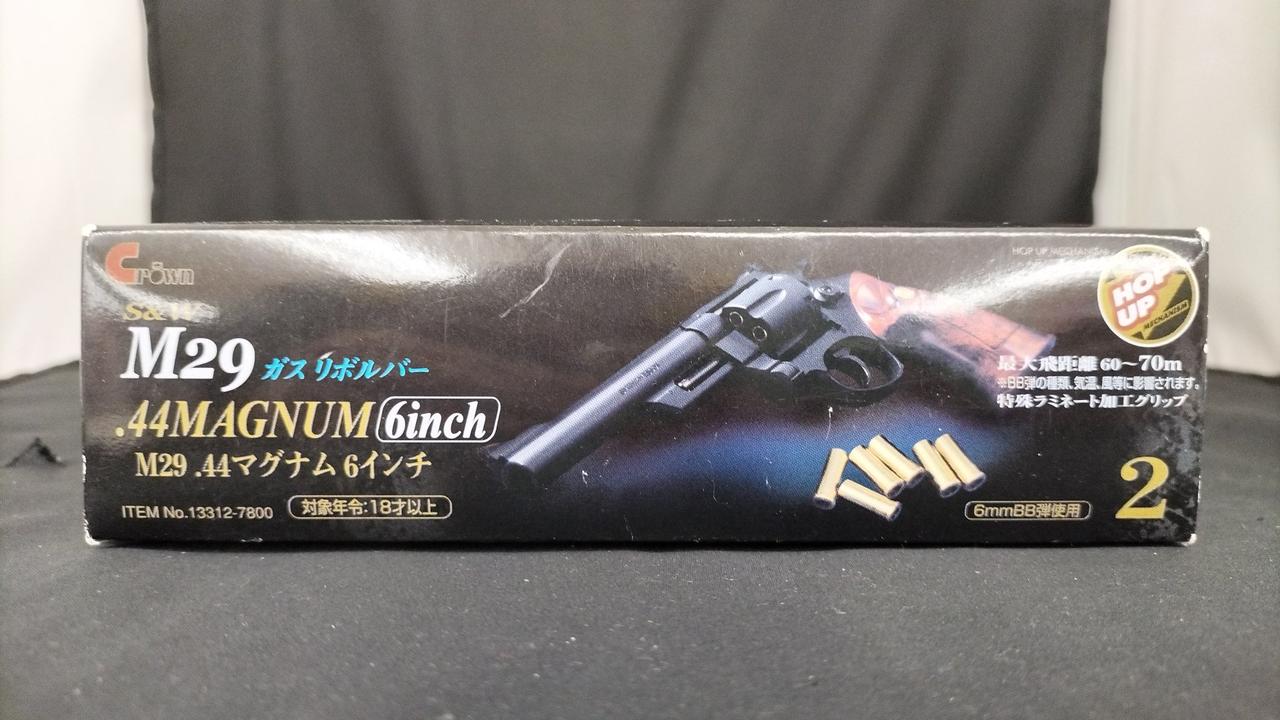 Crown
S&W
M29 ガス リボルバー
.44MAGNUM 6inch
M29 .44マグナム 6インチ
ITEM No.13312-7800 対象年令:18才以上
HOP UP MECHANISM
HOP
UP
MECHANISM
最大飛距離 60〜70m
※BB弾の種類、気温、風等に影響されます。
特殊ラミネート加工グリップ
6mmBB弾使用
2